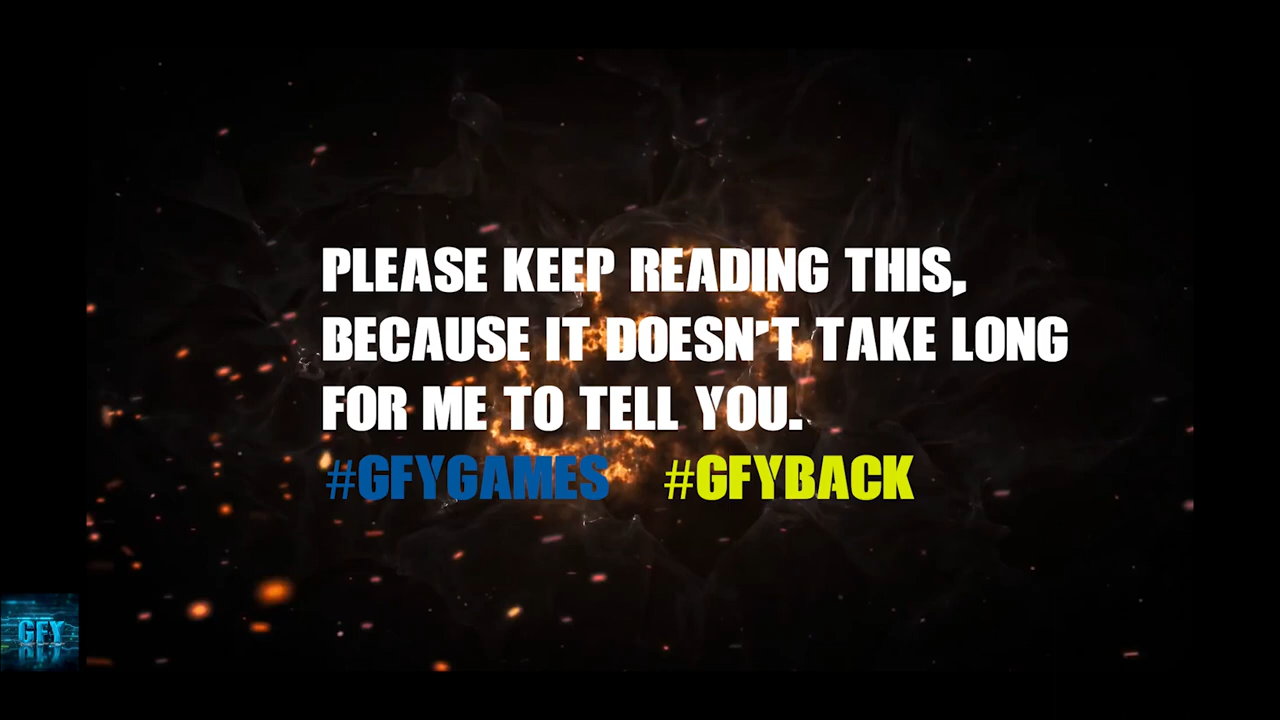 PLEASE KEEP READING THIS,
BECAUSE IT DOESN'T TAKE LONG
FOR ME TO TELL YOU.
#GFYGAMES #GFYBACK
GFY